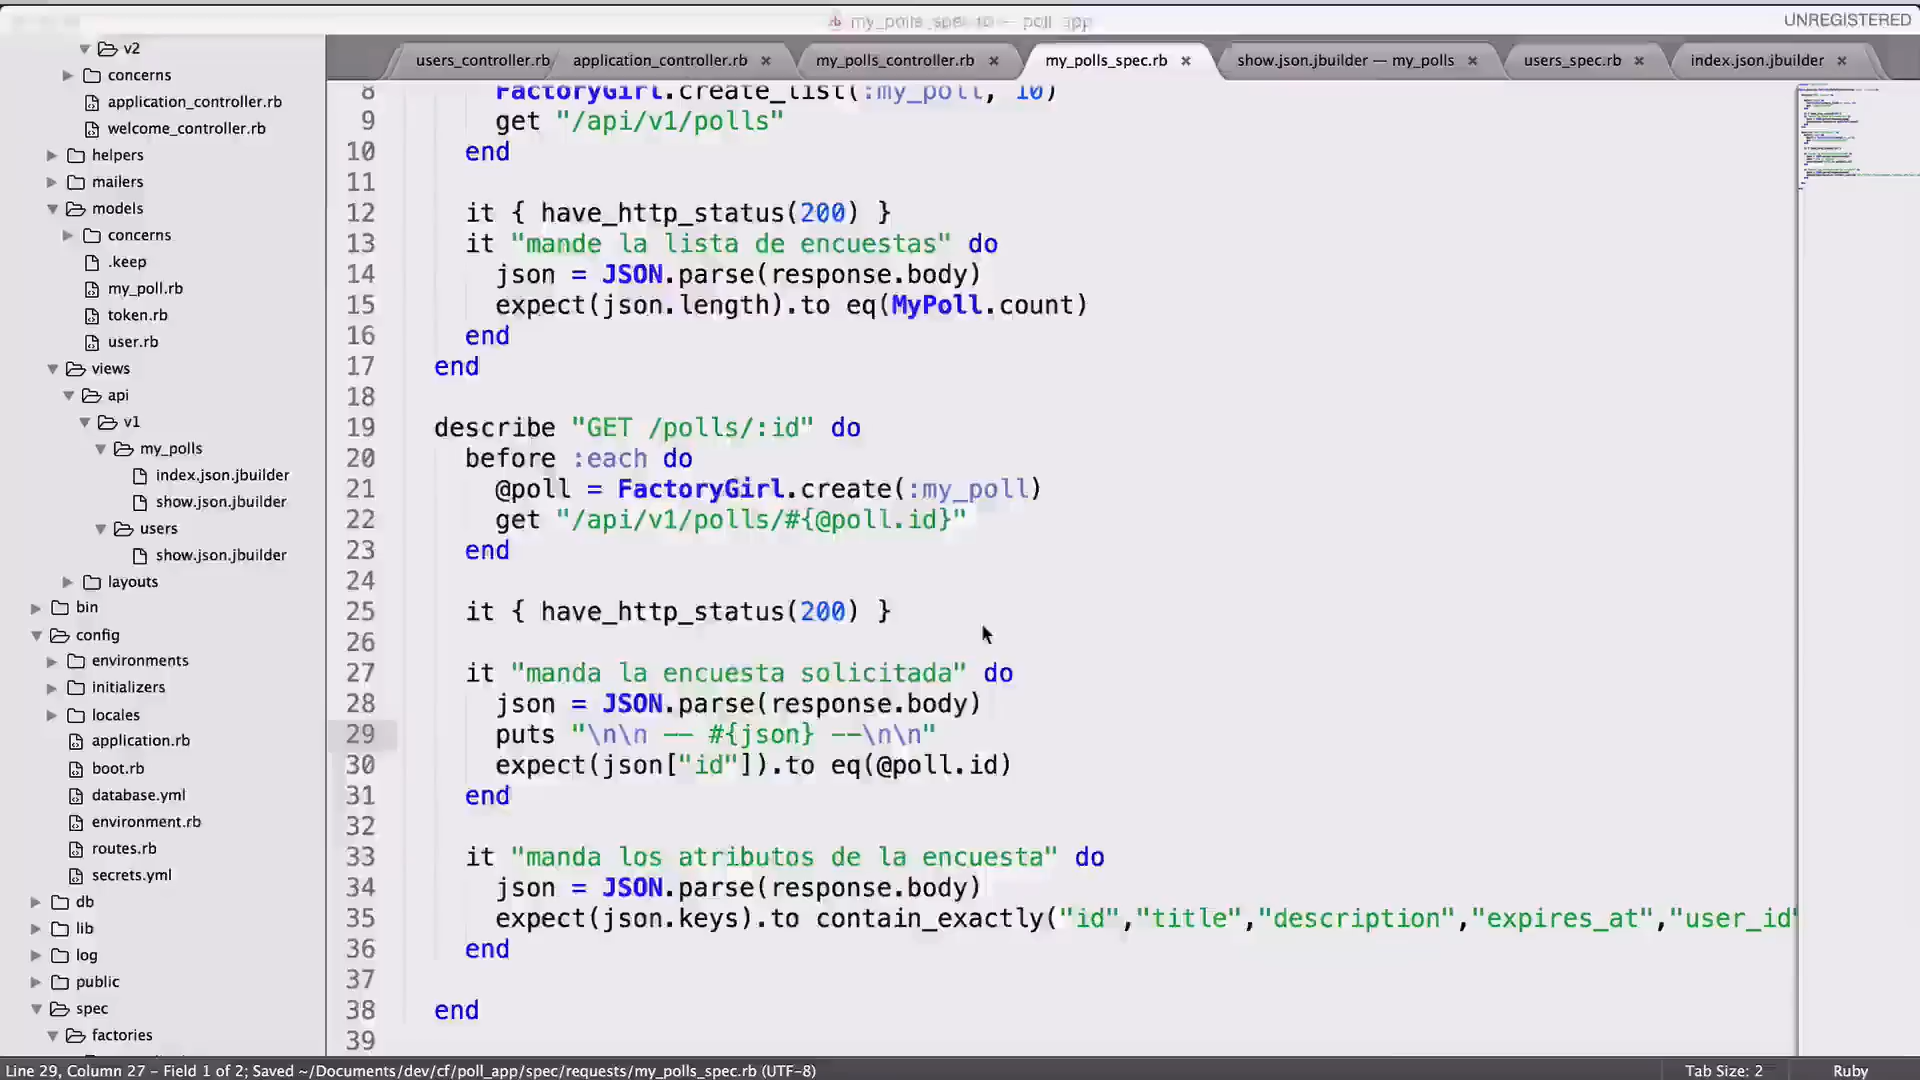 my_polls_spec.rb — poll_app
UNREGISTERED
v2
concerns
application_controller.rb
welcome_controller.rb
helpers
mailers
models
concerns
.keep
my_poll.rb
token.rb
user.rb
views
api
v1
my_polls
index.json.jbuilder
show.json.jbuilder
users
show.json.jbuilder
layouts
bin
config
environments
initializers
locales
application.rb
boot.rb
database.yml
environment.rb
routes.rb
secrets.yml
db
lib
log
public
spec
factories
users_controller.rb
application_controller.rb ×
my_polls_controller.rb ×
my_polls_spec.rb ×
show.json.jbuilder — my_polls ×
users_spec.rb ×
index.json.jbuilder ×
8 FactoryGirl.create_list(:my_poll, 10)
9 get "/api/v1/polls"
10 end
11
12 it { have_http_status(200) }
13 it "mande la lista de encuestas" do
14 json = JSON.parse(response.body)
15 expect(json.length).to eq(MyPoll.count)
16 end
17 end
18
19 describe "GET /polls/:id" do
20 before :each do
21 @poll = FactoryGirl.create(:my_poll)
22 get "/api/v1/polls/#{@poll.id}"
23 end
24
25 it { have_http_status(200) }
26
27 it "manda la encuesta solicitada" do
28 json = JSON.parse(response.body)
29 puts "\n\n -- #{json} --\n\n"
30 expect(json["id"]).to eq(@poll.id)
31 end
32
33 it "manda los atributos de la encuesta" do
34 json = JSON.parse(response.body)
35 expect(json.keys).to contain_exactly("id","title","description","expires_at","user_id"
36 end
37
38 end
39
Line 29, Column 27 – Field 1 of 2; Saved ~/Documents/dev/cf/poll_app/spec/requests/my_polls_spec.rb (UTF-8)
Tab Size: 2
Ruby